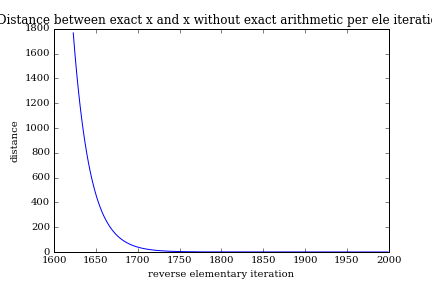 Distance between exact x and x without exact arithmetic per ele iteratio
1800
1600
1400
1200
1000
800
600
400
200
0
distance
1600 1650 1700 1750 1800 1850 1900 1950 2000
reverse elementary iteration